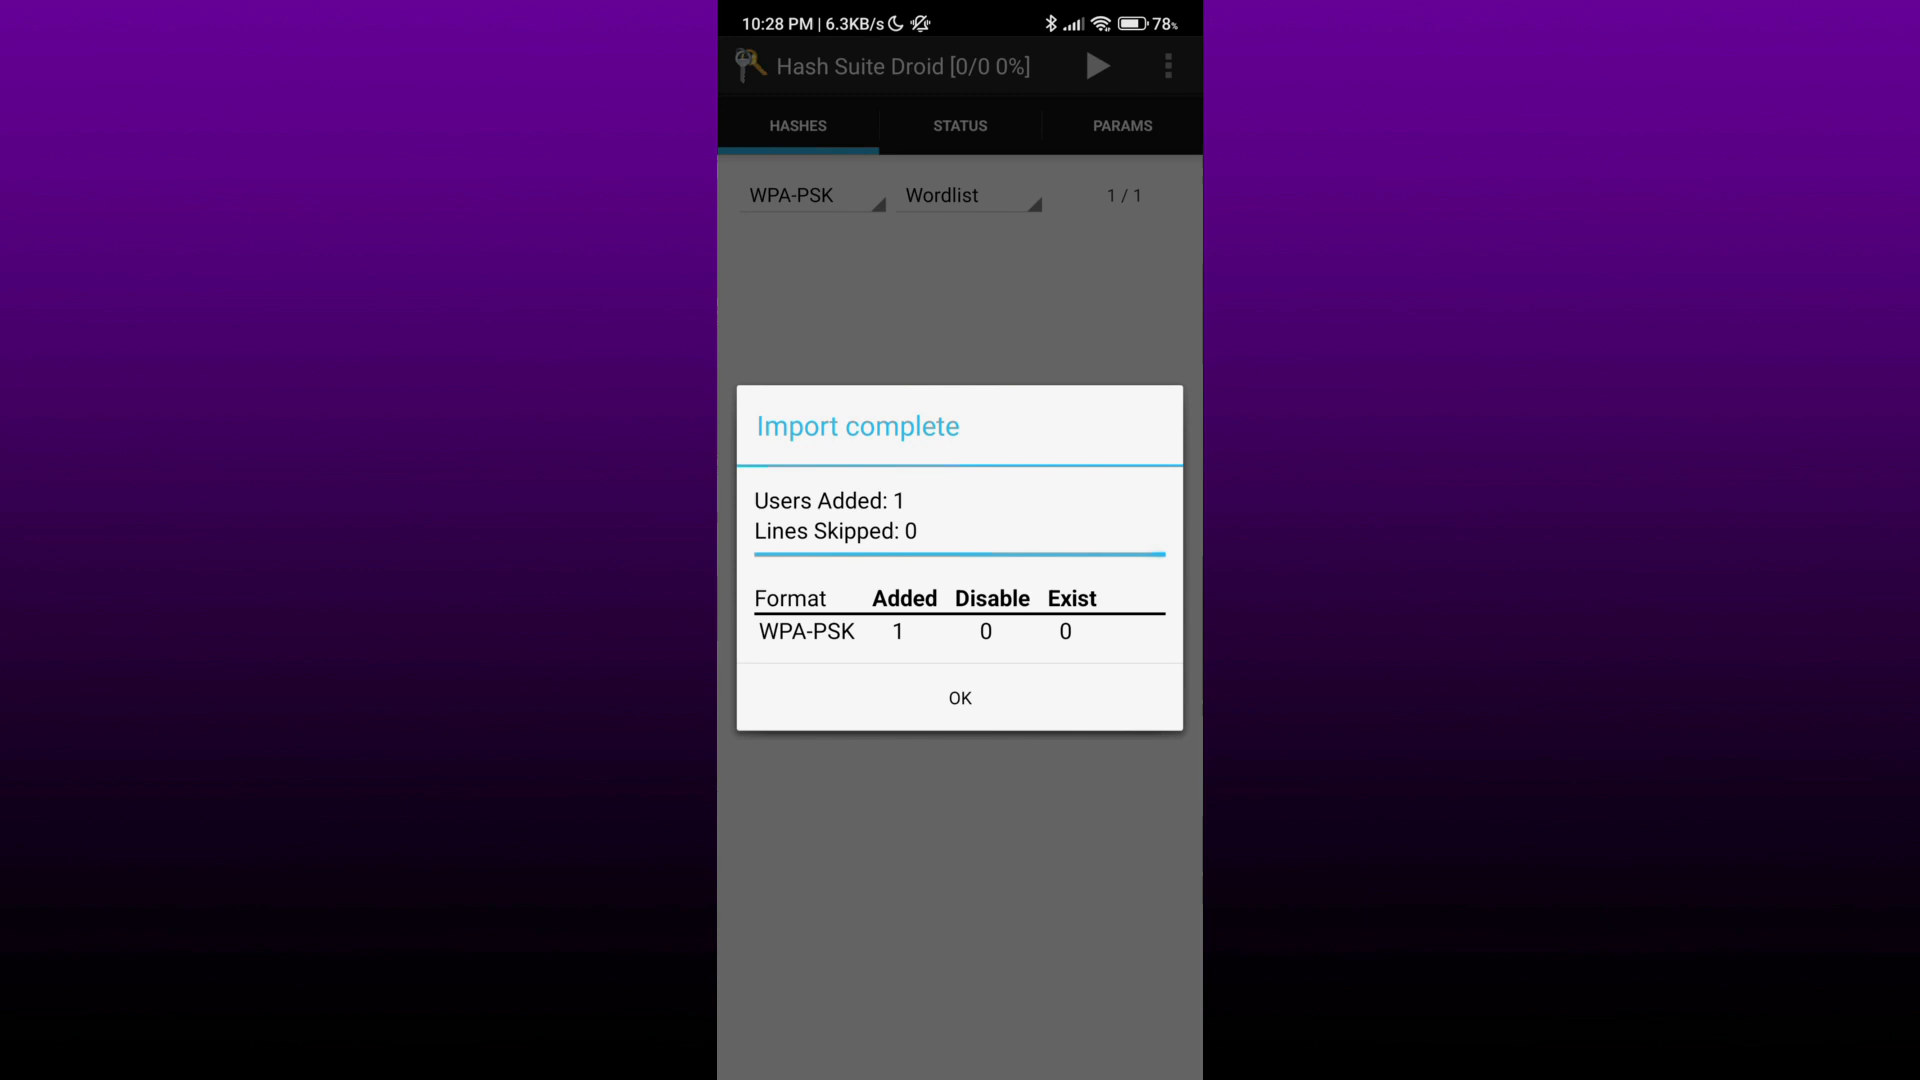 10:28 PM | 6.3KB/s 78%
Hash Suite Droid [0/0 0%]
HASHES STATUS PARAMS
WPA-PSK Wordlist 1 / 1
Import complete
Users Added: 1
Lines Skipped: 0
Format Added Disable Exist
WPA-PSK 1 0 0
OK